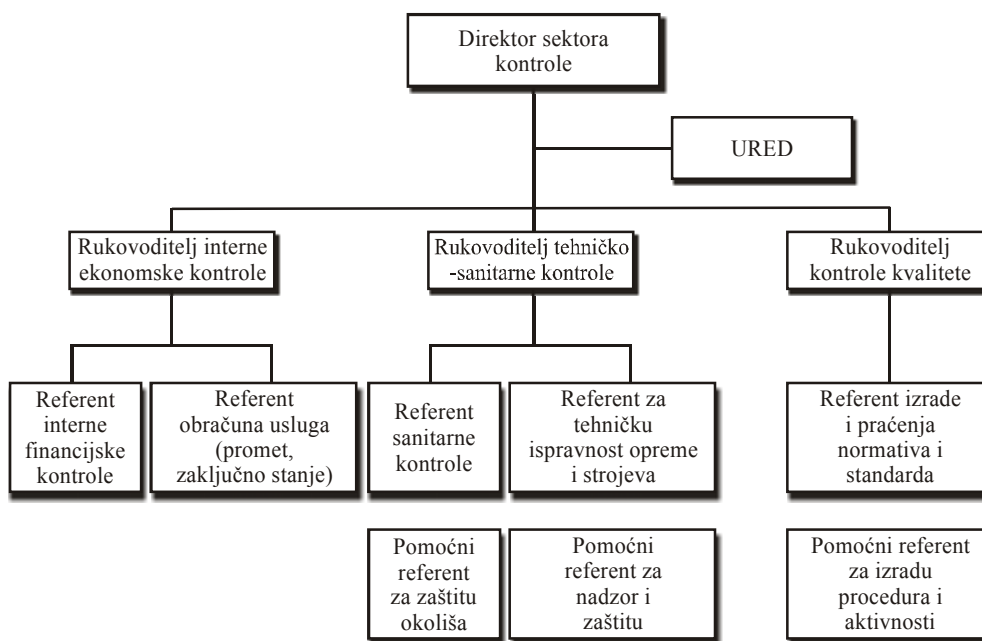 Direktor sektora
kontrole
URED
Rukovoditelj interne
ekonomske kontrole
Rukovoditelj tehničko
-sanitarne kontrole
Rukovoditelj
kontrole kvalitete
Referent
interne
financijske
kontrole
Referent
obračuna usluga
(promet,
zaključno stanje)
Referent
sanitarne
kontrole
Referent za
tehničku
ispravnost opreme
i strojeva
Referent izrade
i praćenja
normativa i
standarda
Pomoćni
referent
za zaštitu
okoliša
Pomoćni
referent za
nadzor i
zaštitu
Pomoćni referent
za izradu
procedura i
aktivnosti